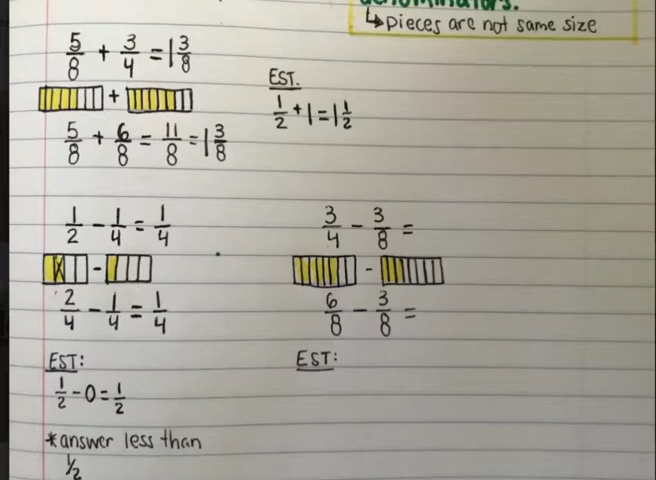 denominators.
↳ pieces are not same size
5/8 + 3/4 = 1 3/8
+
5/8 + 6/8 = 11/8 = 1 3/8
EST.
1/2 + 1 = 1 1/2
1/2 - 1/4 = 1/4
-
2/4 - 1/4 = 1/4
EST:
1/2 - 0 = 1/2
*answer less than
1/2
3/4 - 3/8 =
-
6/8 - 3/8 =
EST: